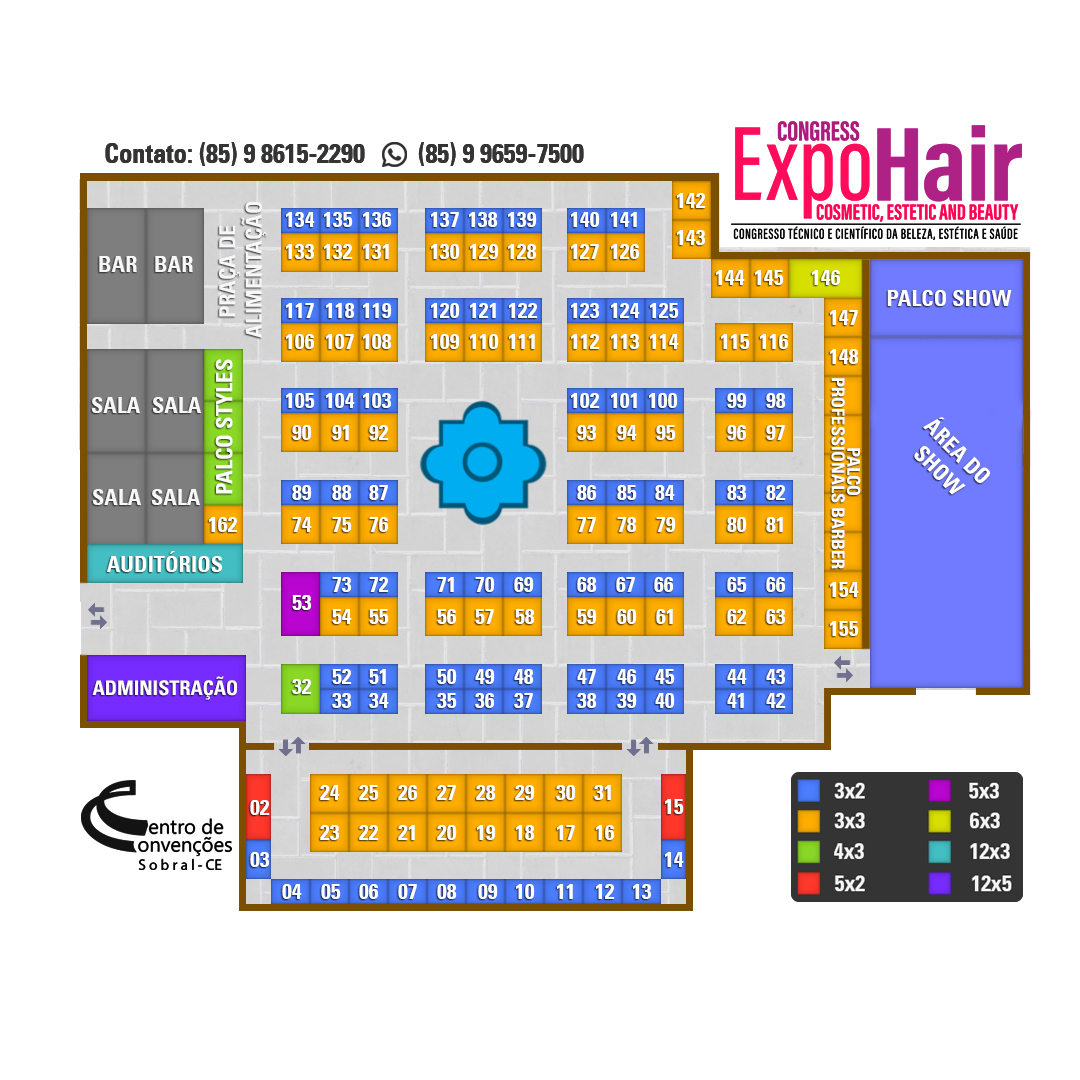 CONGRESS
ExpoHair
COSMETIC, ESTETIC AND BEAUTY
CONGRESSO TÉCNICO E CIENTÍFICO DA BELEZA, ESTÉTICA E SAÚDE
Contato: (85) 9 8615-2290 (85) 9 9659-7500
BAR BAR
PRAÇA DE
ALIMENTAÇÃO
134 135 136 137 138 139 140 141 142
133 132 131 130 129 128 127 126 143
144 145 146
117 118 119 120 121 122 123 124 125 147
106 107 108 109 110 111 112 113 114 115 116 148
PALCO SHOW
ÁREA DO
SHOW
SALA SALA
PALCO STYLES
105 104 103 102 101 100 99 98
90 91 92 93 94 95 96 97
PALCO
PROFESSIONALS BARBER
SALA SALA
89 88 87 86 85 84 83 82
162 74 75 76 77 78 79 80 81
AUDITÓRIOS
53 73 72 71 70 69 68 67 66 65 66 154
54 55 56 57 58 59 60 61 62 63 155
ADMINISTRAÇÃO
32 52 51 50 49 48 47 46 45 44 43
33 34 35 36 37 38 39 40 41 42
02 24 25 26 27 28 29 30 31 15
23 22 21 20 19 18 17 16
03 14
04 05 06 07 08 09 10 11 12 13
Centro de
Convenções
Sobral-CE
3x2 5x3
3x3 6x3
4x3 12x3
5x2 12x5